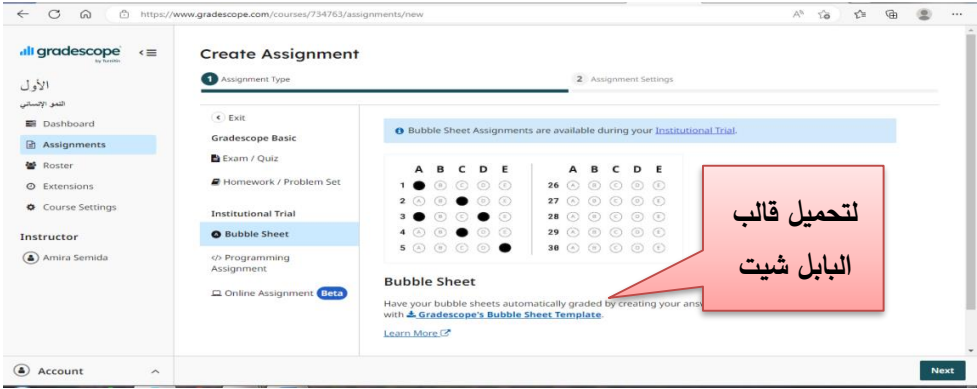 https://www.gradescope.com/courses/734763/assignments/new
gradescope
by Turnitin
الأول
النمو الإنساني
Dashboard
Assignments
Roster
Extensions
Course Settings
Instructor
Amira Semida
Account
Create Assignment
1 Assignment Type
2 Assignment Settings
Exit
Gradescope Basic
Exam / Quiz
Homework / Problem Set
Institutional Trial
Bubble Sheet
</> Programming
Assignment
Online Assignment Beta
Bubble Sheet Assignments are available during your Institutional Trial.
A B C D E A B C D E
1 B C D E 26 A B C D E
2 A B D E 27 A B C D E
3 B C E 28 A B C D E
4 A B D E 29 A B C D E
5 A B C D 30 A B C D E
Bubble Sheet
Have your bubble sheets automatically graded by creating your
with Gradescope's Bubble Sheet Template.
Learn More
لتحميل قالب
البابل شيت
Next